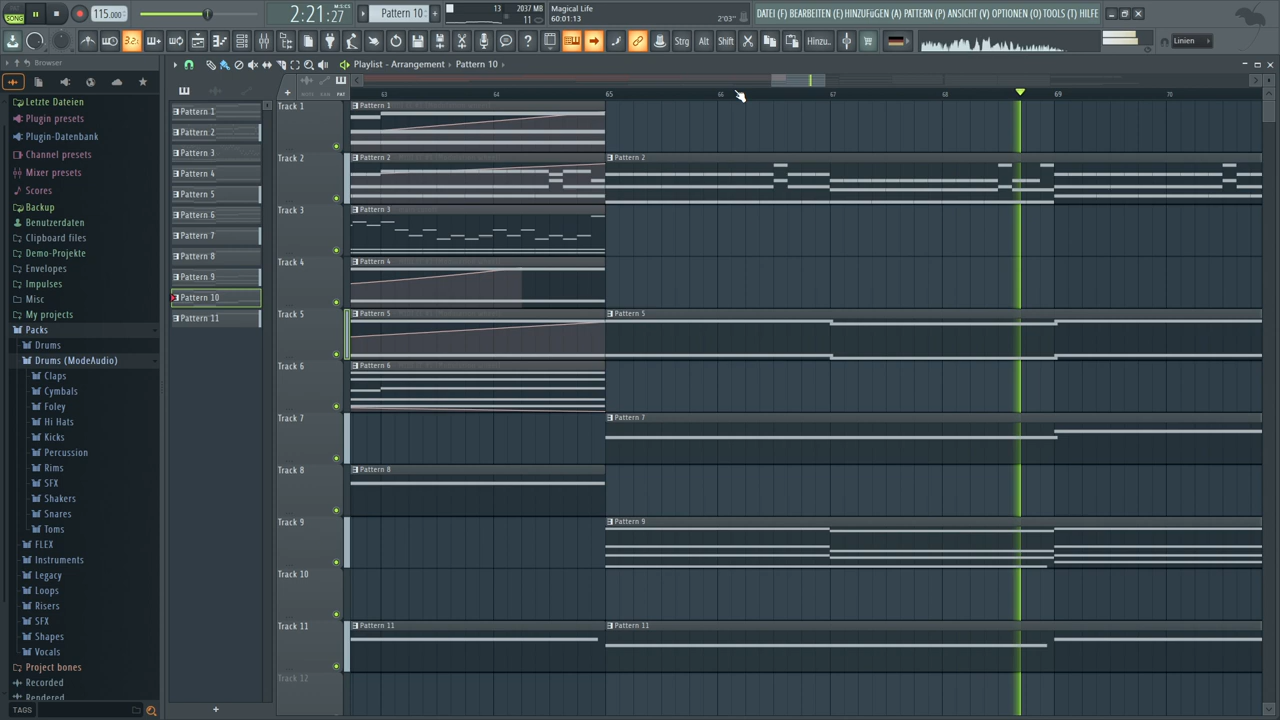 115.000
2:21:27
M:S:CS
Pattern 10
13
2037 MB
11
Magical Life
60:01:13
2'03"
DATEI (F) BEARBEITEN (E) HINZUFüGEN (A) PATTERN (P) ANSICHT (V) OPTIONEN (O) TOOLS (T) HILFE
PAT
SONG
32
Strg
Alt
Shift
Hinzu.
Linien
Browser
Playlist - Arrangement › Pattern 10 ›
63
64
65
66
67
68
69
70
Letzte Dateien
Plugin presets
Plugin-Datenbank
Channel presets
Mixer presets
Scores
Backup
Benutzerdaten
Clipboard files
Demo-Projekte
Envelopes
Impulses
Misc
My projects
Packs
Drums
Drums (ModeAudio)
Claps
Cymbals
Foley
Hi Hats
Kicks
Percussion
Rims
SFX
Shakers
Snares
Toms
FLEX
Instruments
Legacy
Loops
Risers
SFX
Shapes
Vocals
Project bones
Recorded
Rendered
TAGS
Pattern 1
Pattern 2
Pattern 3
Pattern 4
Pattern 5
Pattern 6
Pattern 7
Pattern 8
Pattern 9
Pattern 10
Pattern 11
Track 1
Pattern 1
Track 2
Pattern 2
Pattern 2
Track 3
Pattern 3
Track 4
Pattern 4
Track 5
Pattern 5
Pattern 5
Track 6
Pattern 6
Track 7
Pattern 7
Track 8
Pattern 8
Track 9
Pattern 9
Track 10
Track 11
Pattern 11
Pattern 11
Track 12